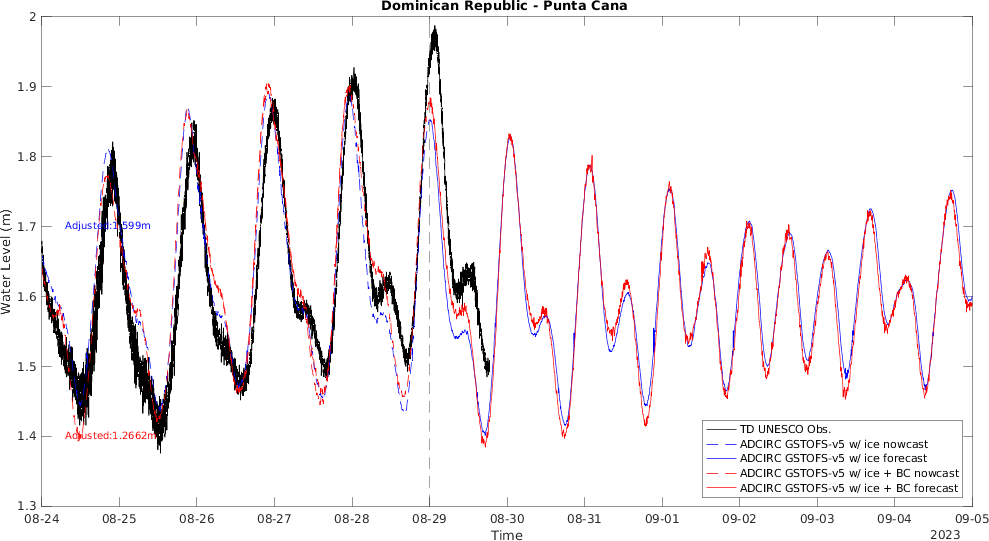 Dominican Republic - Punta Cana
Water Level (m)
2
1.9
1.8
1.7
1.6
1.5
1.4
1.3
Adjusted:1.599m
Adjusted:1.2662m
TD UNESCO Obs.
ADCIRC GSTOFS-v5 w/ ice nowcast
ADCIRC GSTOFS-v5 w/ ice forecast
ADCIRC GSTOFS-v5 w/ ice + BC nowcast
ADCIRC GSTOFS-v5 w/ ice + BC forecast
08-24 08-25 08-26 08-27 08-28 08-29 08-30 08-31 09-01 09-02 09-03 09-04 09-05
Time
2023